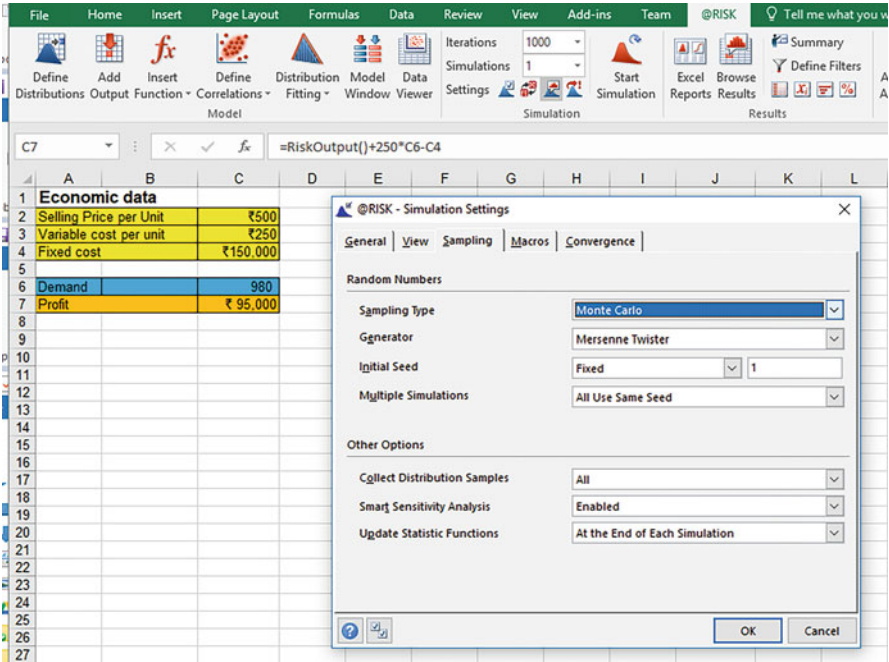 File Home Insert Page Layout Formulas Data Review View Add-ins Team @RISK Tell me what you w
Define Distributions
Add Output
Insert Function
Define Correlations
Distribution Fitting
Model Window
Data Viewer
Model
Iterations 1000
Simulations 1
Settings
Start Simulation
Simulation
Excel Reports
Browse Results
Summary
Define Filters
Results
C7 fx =RiskOutput()+250*C6-C4
A B C D E F G H I J K L
1 Economic data
2 Selling Price per Unit ₹500
3 Variable cost per unit ₹250
4 Fixed cost ₹150,000
5
6 Demand 980
7 Profit ₹ 95,000
8
9
10
11
12
13
14
15
16
17
18
19
20
21
22
23
24
25
26
27
@RISK - Simulation Settings
General View Sampling Macros Convergence
Random Numbers
Sampling Type Monte Carlo
Generator Mersenne Twister
Initial Seed Fixed 1
Multiple Simulations All Use Same Seed
Other Options
Collect Distribution Samples All
Smart Sensitivity Analysis Enabled
Update Statistic Functions At the End of Each Simulation
OK Cancel